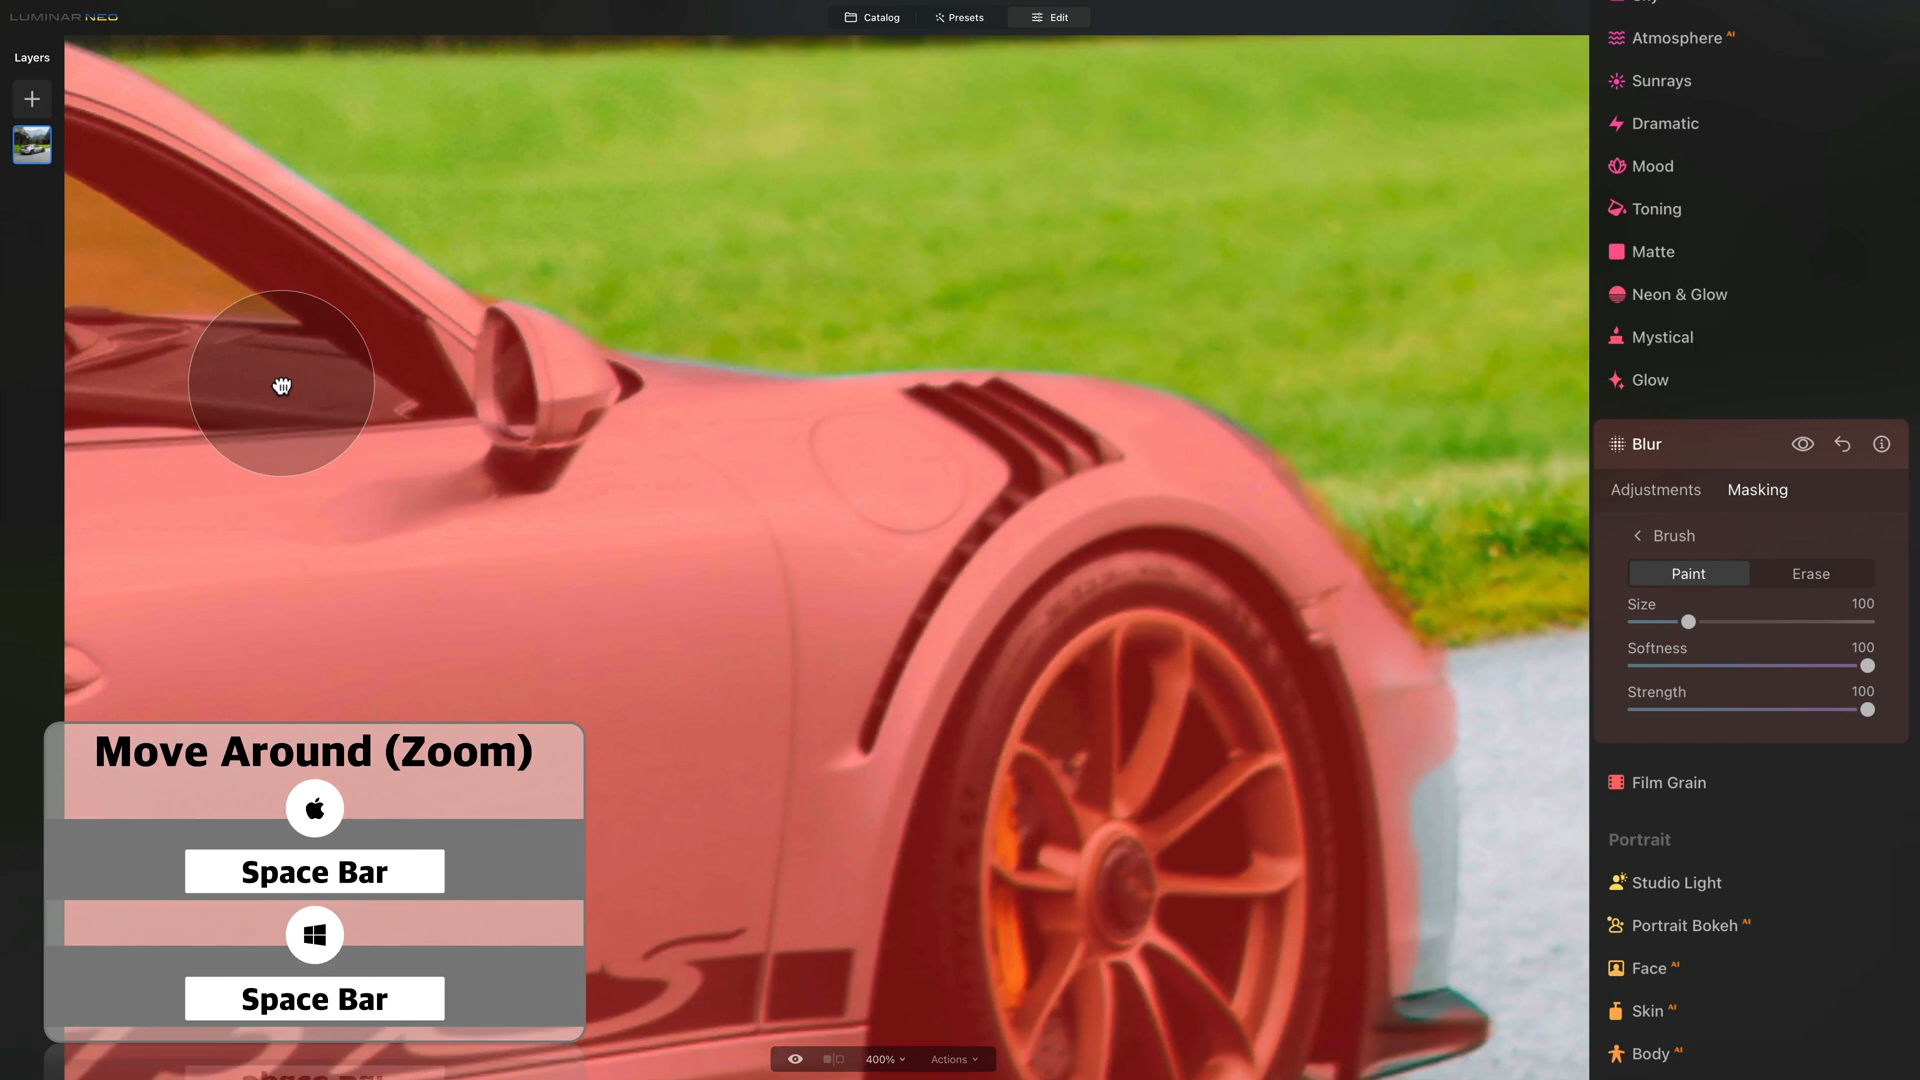 LUMINAR NEO
Catalog
Presets
Edit
Layers
Atmosphere AI
Sunrays
Dramatic
Mood
Toning
Matte
Neon & Glow
Mystical
Glow
Blur
Adjustments Masking
Brush
Paint Erase
Size 100
Softness 100
Strength 100
Film Grain
Portrait
Studio Light
Portrait Bokeh AI
Face AI
Skin AI
Body AI
Move Around (Zoom)
Space Bar
Space Bar
400%
Actions